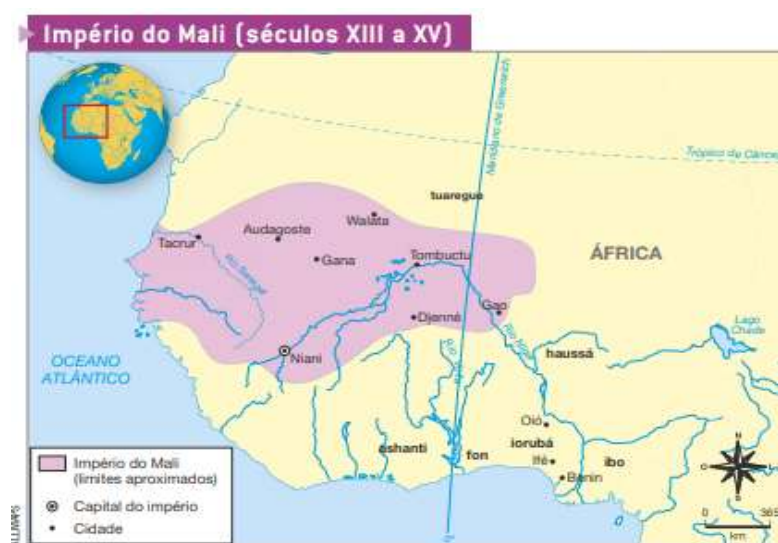 Império do Mali (séculos XIII a XV)
Meridiano de Greenwich
Trópico de Câncer
tuaregue
Walata
Audagoste
Tacrur
Gana
Tombuctu
ÁFRICA
Rio Senegal
Gao
Djenné
Rio Níger
Lago
Chade
Niani
haussá
OCEANO
ATLÂNTICO
Oió
ashanti
fon
iorubá
Ifé
ibo
Benin
Império do Mali
(limites aproximados)
Capital do império
Cidade
N
O
L
S
0
365
km
ALLMAPS